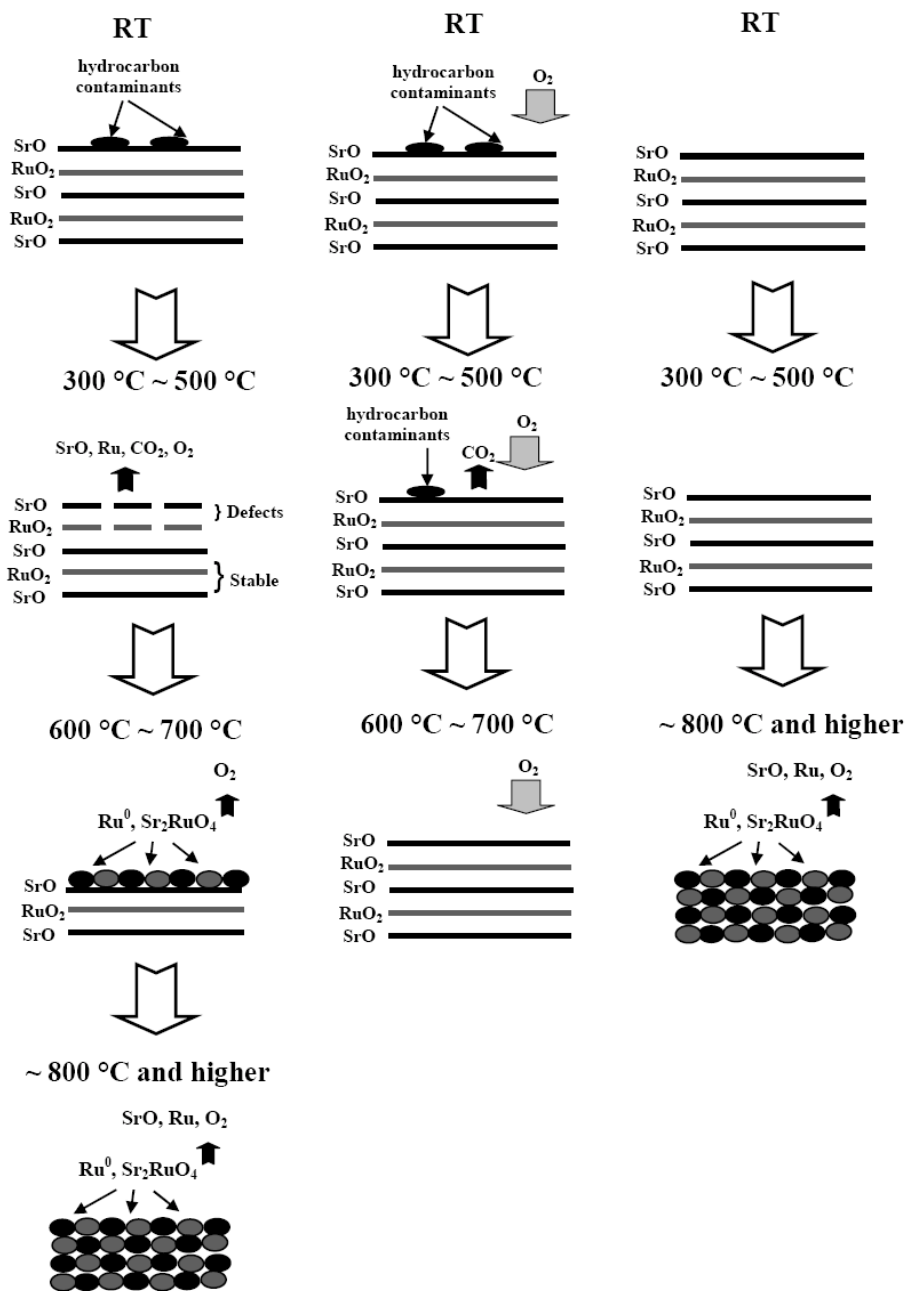 RT
hydrocarbon
contaminants
SrO
RuO₂
SrO
RuO₂
SrO
300 °C ~ 500 °C
SrO, Ru, CO₂, O₂
SrO
RuO₂
SrO
RuO₂
SrO
} Defects
} Stable
600 °C ~ 700 °C
O₂
Ru⁰, Sr₂RuO₄
SrO
RuO₂
SrO
~ 800 °C and higher
SrO, Ru, O₂
Ru⁰, Sr₂RuO₄
RT
hydrocarbon
contaminants
O₂
SrO
RuO₂
SrO
RuO₂
SrO
300 °C ~ 500 °C
hydrocarbon
contaminants
O₂
CO₂
SrO
RuO₂
SrO
RuO₂
SrO
600 °C ~ 700 °C
O₂
SrO
RuO₂
SrO
RuO₂
SrO
RT
SrO
RuO₂
SrO
RuO₂
SrO
300 °C ~ 500 °C
SrO
RuO₂
SrO
RuO₂
SrO
~ 800 °C and higher
SrO, Ru, O₂
Ru⁰, Sr₂RuO₄